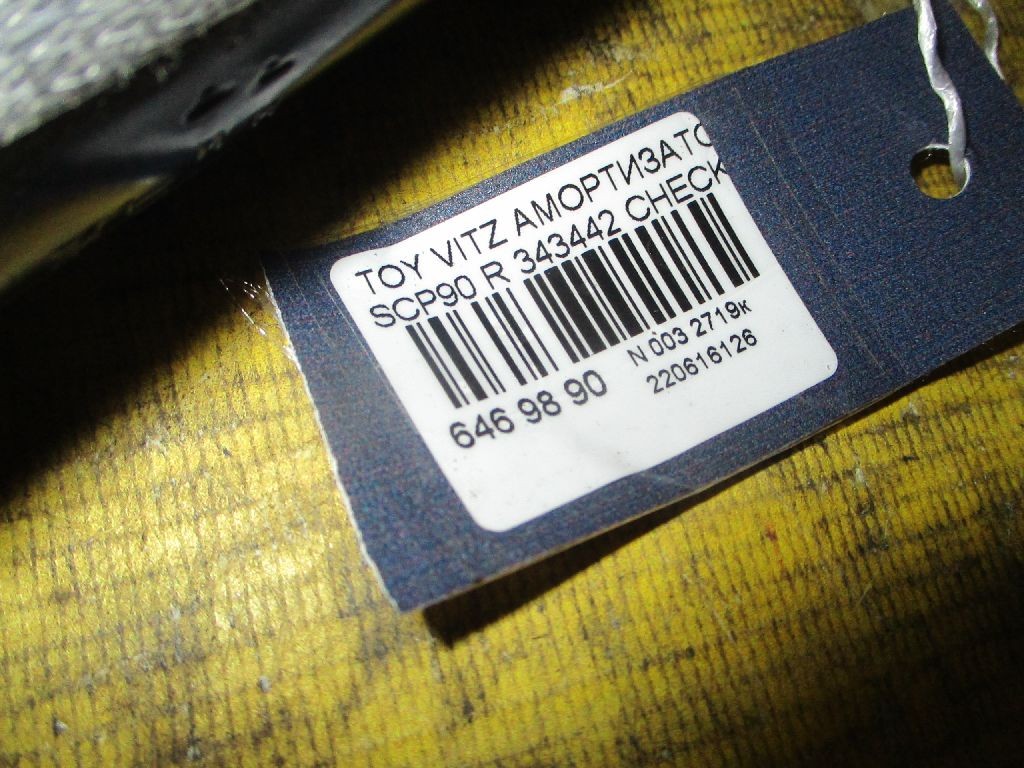 TOY VITZ АМОРТИЗАТО
SCP90 R 343442 CHECK
646 98 90
N 003 2719к
220616126